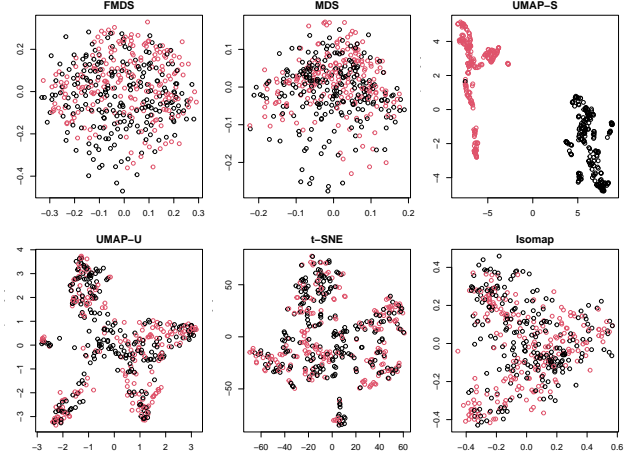 FMDS MDS UMAP−S
0.2 0.0 −0.2 −0.4
−0.3 −0.2 −0.1 0.0 0.1 0.2 0.3
0.1 0.0 −0.1 −0.2
−0.2 −0.1 0.0 0.1 0.2
4 2 0 −2 −4
−5 0 5
UMAP−U t−SNE Isomap
4 3 2 1 0 −1 −2 −3
−3 −2 −1 0 1 2 3
50 0 −50
−60 −40 −20 0 20 40 60
0.4 0.2 0.0 −0.2 −0.4
−0.4 −0.2 0.0 0.2 0.4 0.6